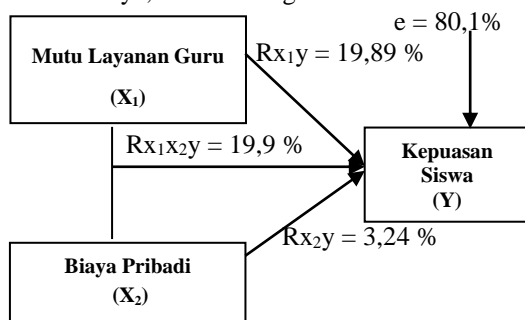 e = 80,1%
Mutu Layanan Guru
(X₁)
Rx₁y = 19,89 %
Rx₁x₂y = 19,9 %
Kepuasan
Siswa
(Y)
Rx₂y = 3,24 %
Biaya Pribadi
(X₂)